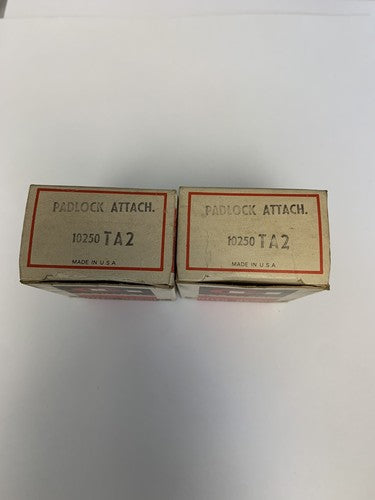 PADLOCK ATTACH.
10250 TA2
MADE IN U.S.A.
PADLOCK ATTACH.
10250 TA2
MADE IN U.S.A.